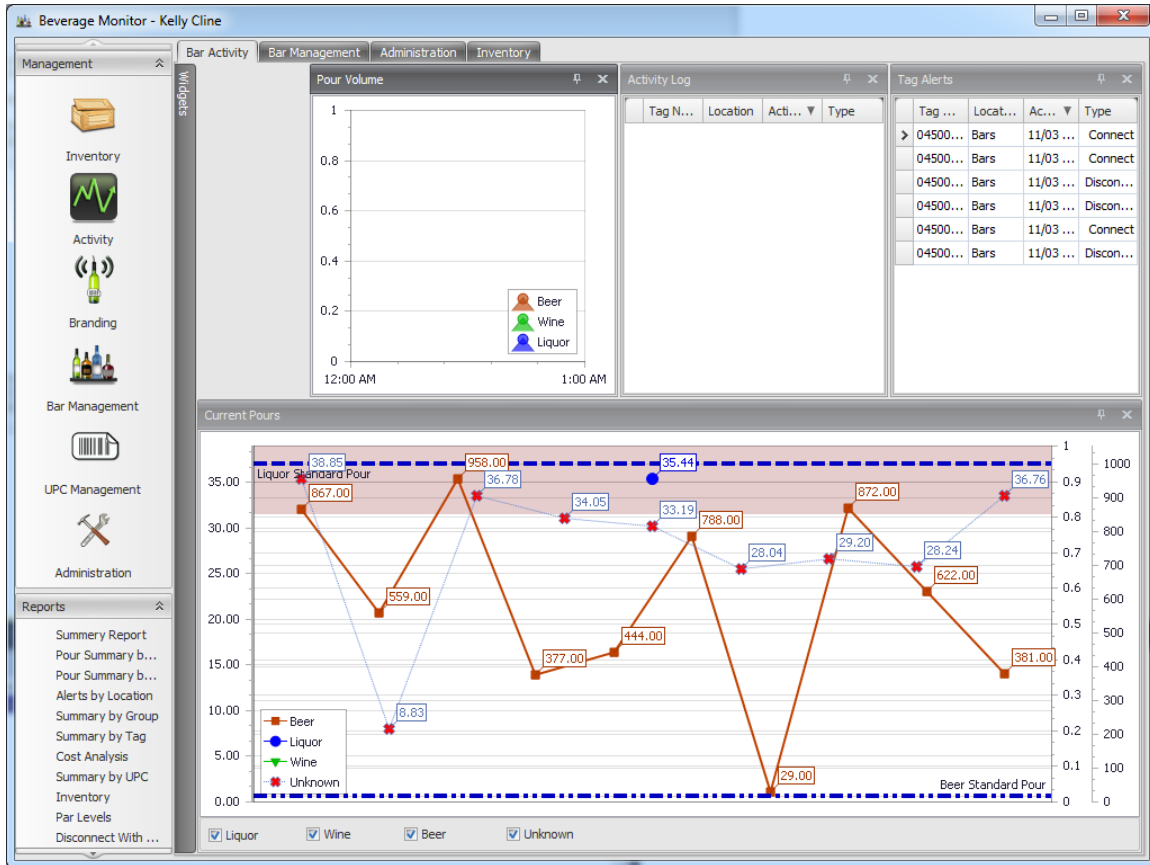 Beverage Monitor - Kelly Cline
Management
Inventory
Activity
Branding
Bar Management
UPC Management
Administration
Reports
Summery Report
Pour Summary b...
Pour Summary b...
Alerts by Location
Summary by Group
Summary by Tag
Cost Analysis
Summary by UPC
Inventory
Par Levels
Disconnect With ...
Bar Activity Bar Management Administration Inventory
Widgets
Pour Volume
1
0.8
0.6
0.4
0.2
0
Beer
Wine
Liquor
12:00 AM 1:00 AM
Activity Log
Tag N... Location Acti... Type
Tag Alerts
Tag ... Locat... Ac... Type
04500... Bars 11/03 ... Connect
04500... Bars 11/03 ... Connect
04500... Bars 11/03 ... Discon...
04500... Bars 11/03 ... Discon...
04500... Bars 11/03 ... Connect
04500... Bars 11/03 ... Discon...
Current Pours
35.00
30.00
25.00
20.00
15.00
10.00
5.00
0.00
Liquor Standard Pour
38.85
867.00
559.00
8.83
958.00
36.78
377.00
34.05
444.00
35.44
33.19
788.00
28.04
29.00
29.20
872.00
28.24
622.00
36.76
381.00
Beer Standard Pour
Beer
Liquor
Wine
Unknown
1
0.9
0.8
0.7
0.6
0.5
0.4
0.3
0.2
0.1
0
1000
900
800
700
600
500
400
300
200
100
0
Liquor Wine Beer Unknown